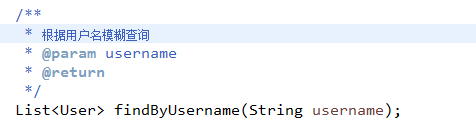 /**
 * 根据用户名模糊查询
 * @param username
 * @return
 */
List<User> findByUsername(String username);